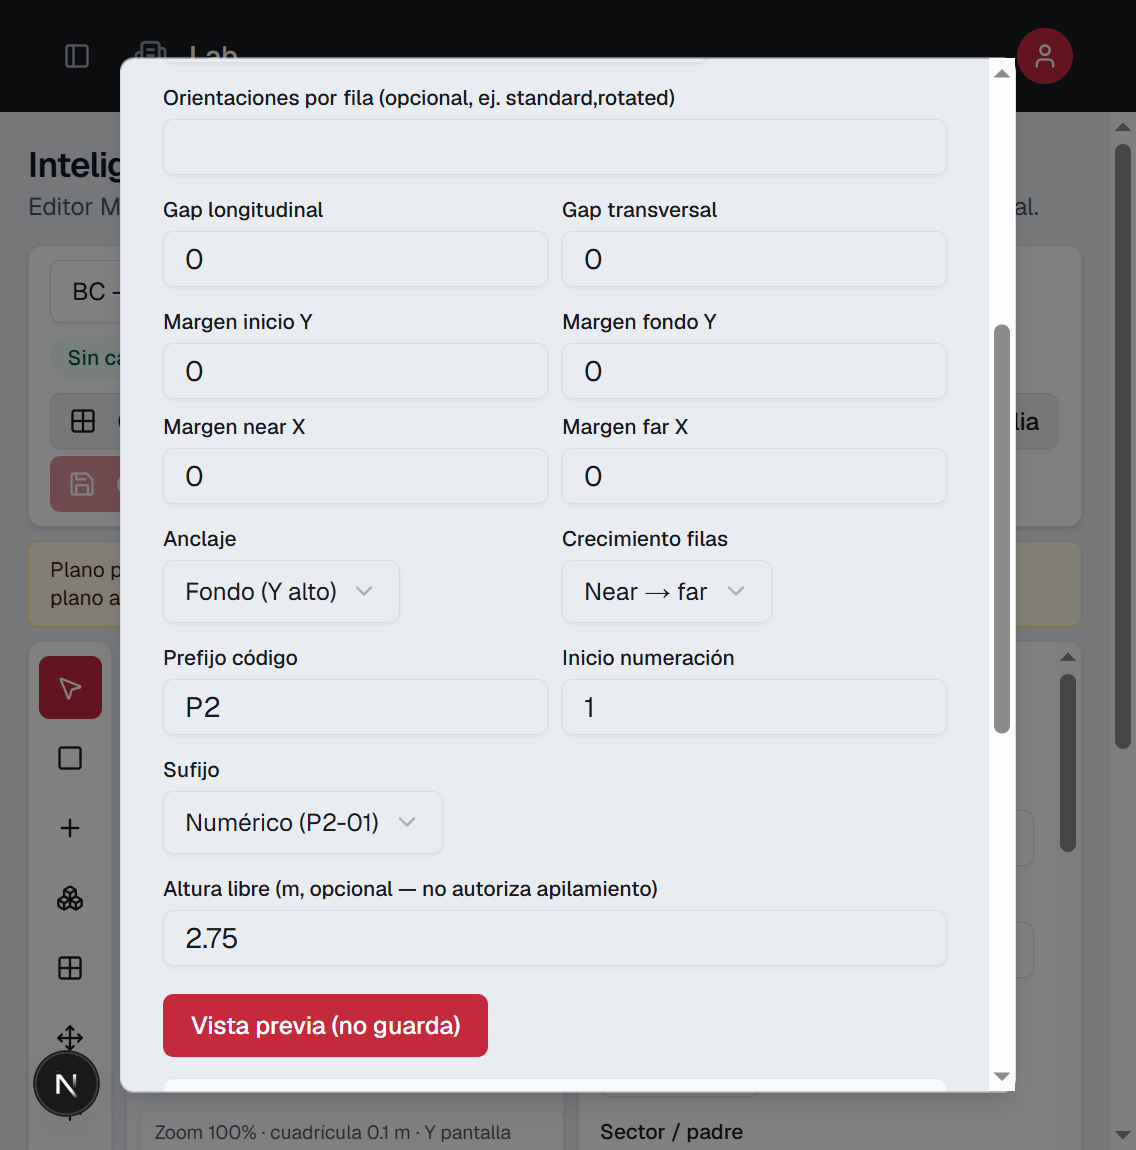 Lab
Orientaciones por fila (opcional, ej. standard,rotated)
Gap longitudinal
Gap transversal
0
0
Margen inicio Y
Margen fondo Y
0
0
Margen near X
Margen far X
0
0
Anclaje
Crecimiento filas
Fondo (Y alto)
Near → far
Prefijo código
Inicio numeración
P2
1
Sufijo
Numérico (P2-01)
Altura libre (m, opcional — no autoriza apilamiento)
2.75
Vista previa (no guarda)
Editor
al.
BC -
Sin
lia
Plano
plano
N
Zoom 100% · cuadrícula 0.1 m · Y pantalla
Sector / padre